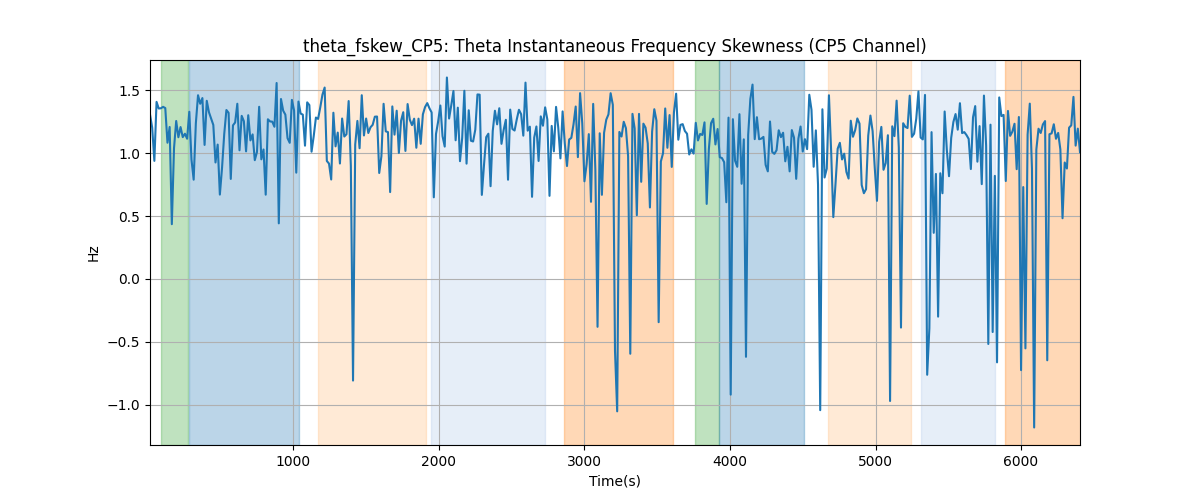 theta_fskew_CP5: Theta Instantaneous Frequency Skewness (CP5 Channel)
1.5
1.0
0.5
0.0
−0.5
−1.0
Hz
1000 2000 3000 4000 5000 6000
Time(s)